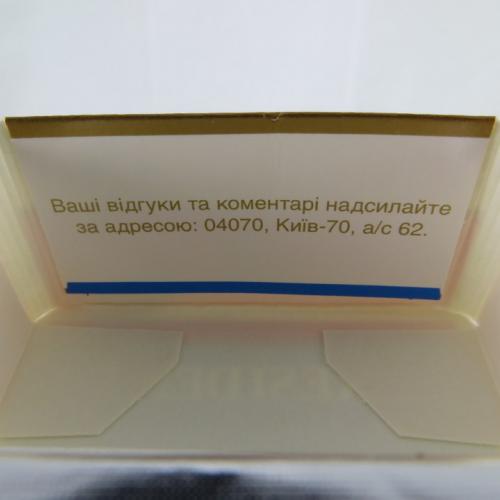 Ваші відгуки та коментарі надсилайте
за адресою: 04070, Київ-70, а/с 62.